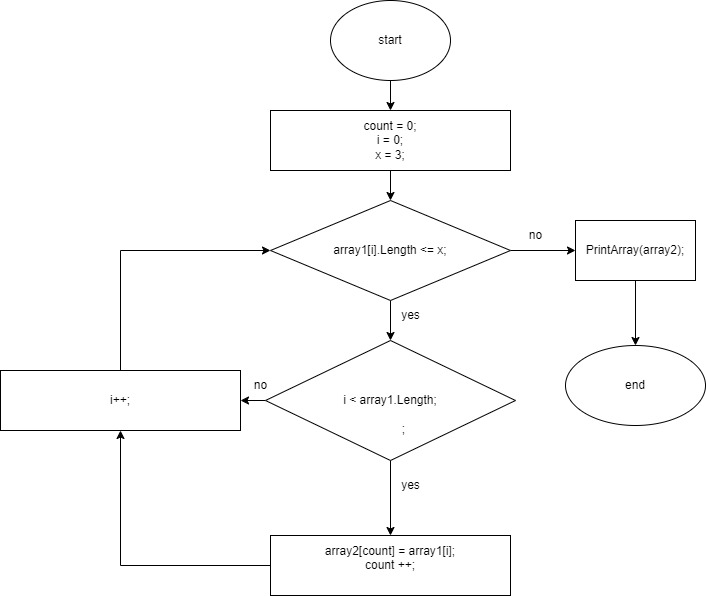 start
count = 0;
i = 0;
x = 3;
array1[i].Length <= x;
no
PrintArray(array2);
yes
i < array1.Length;
;
no
i++;
end
yes
array2[count] = array1[i];
count ++;